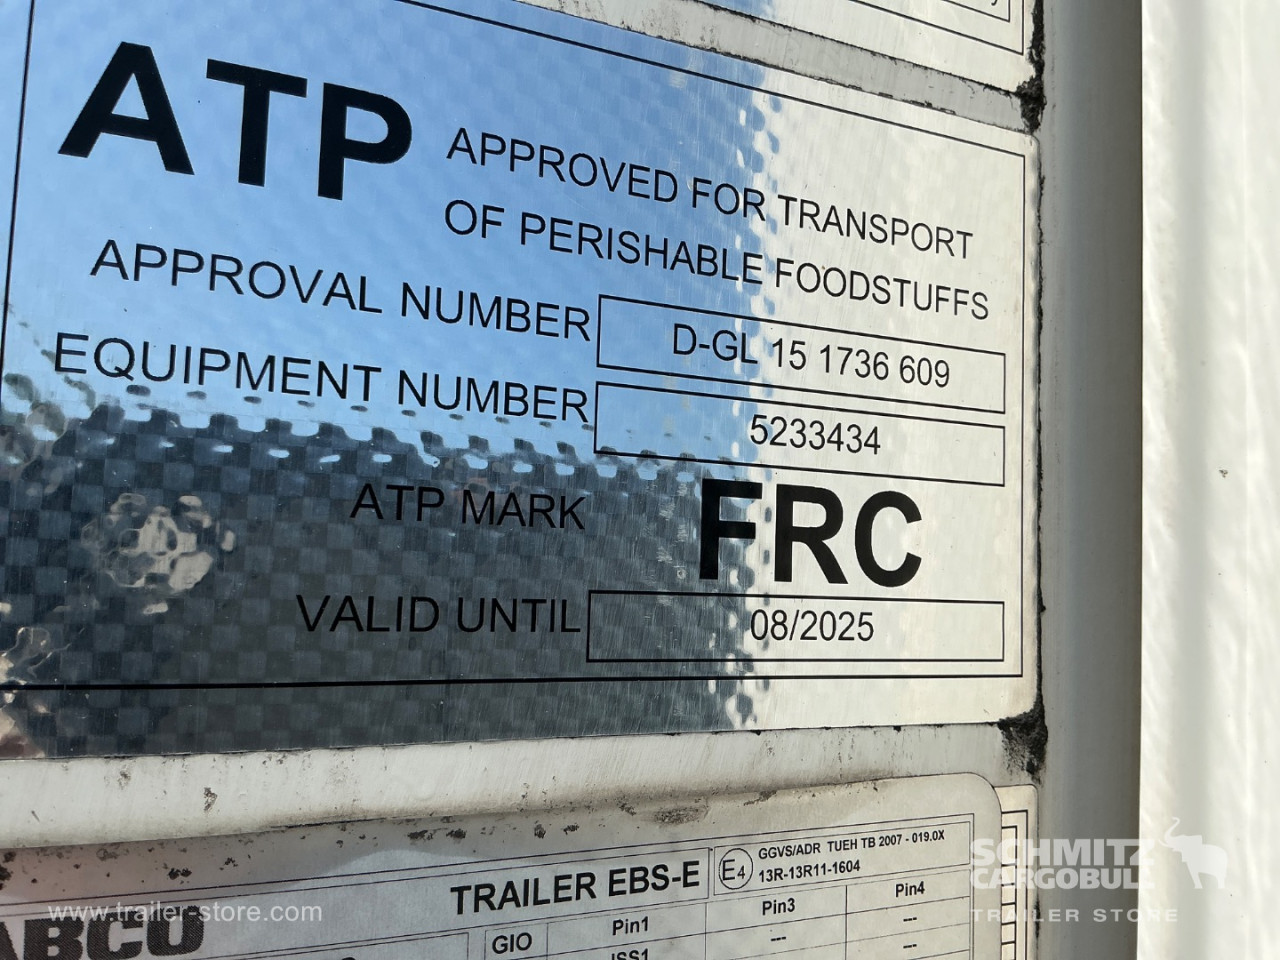 ATP APPROVED FOR TRANSPORT
OF PERISHABLE FOODSTUFFS
APPROVAL NUMBER D-GL 15 1736 609
EQUIPMENT NUMBER 5233434
ATP MARK FRC
VALID UNTIL 08/2025
TRAILER EBS-E E4 GGVS/ADR TUEH TB 2007 - 019.0X
13R-13R11-1604
ABCO
GIO Pin1 Pin3 Pin4
ISS1 --- ---
---
SCHMITZ
CARGOBULL
TRAILER STORE
www.trailer-store.com